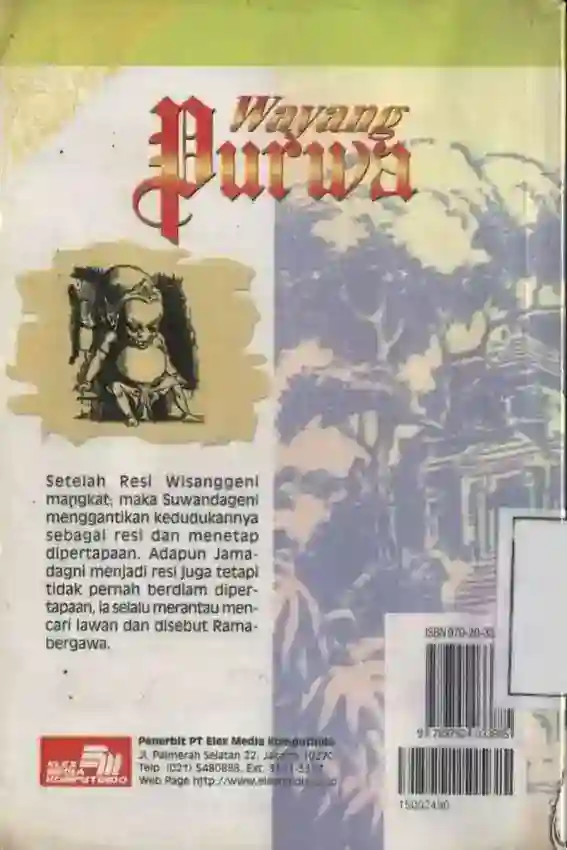 Wayang
Purwa
Setelah Resi Wisanggeni
mangkat, maka Suwandageni
menggantikan kedudukannya
sebagai resi dan menetap
dipertapaan. Adapun Jama-
dagni menjadi resi juga tetapi
tidak pernah berdiam diper-
tapaan, ia selalu merantau men-
cari lawan dan disebut Rama-
bergawa.
ISBN 979-20-
ELEX
MEDIA
KOMPUTINDO
Penerbit PT Elex Media Komputindo
Jl. Palmerah Selatan 22, Jakarta 10270
Telp. (021) 5480888, Ext.
Web Page http://www.elexmedia.co.id